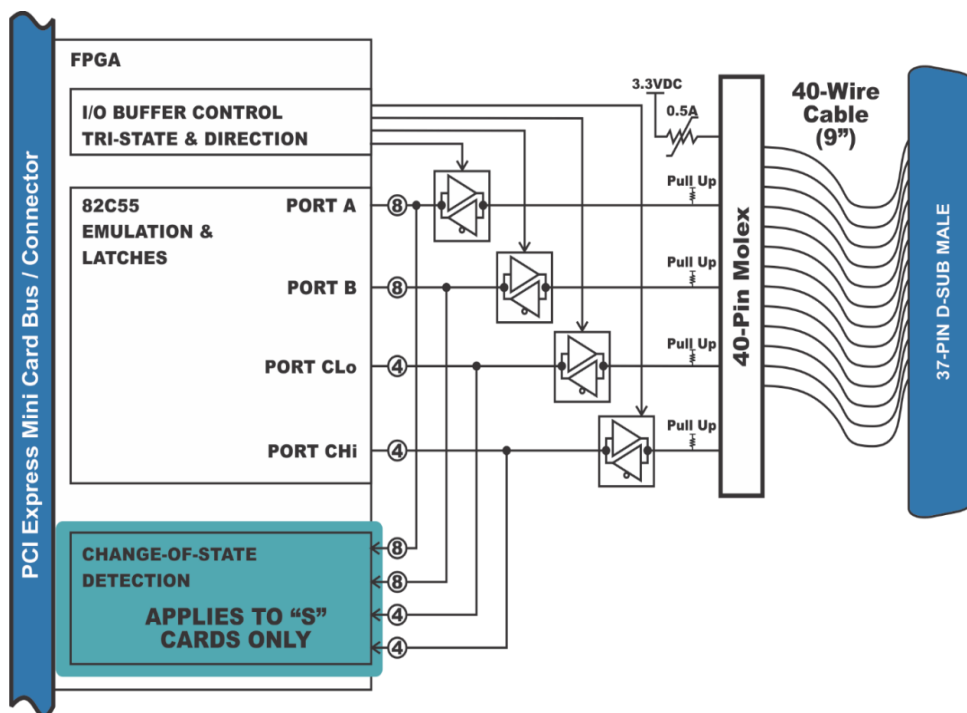 PCI Express Mini Card Bus / Connector
FPGA
I/O BUFFER CONTROL
TRI-STATE & DIRECTION
82C55
EMULATION &
LATCHES
PORT A
8
PORT B
8
PORT CLo
4
PORT CHi
4
CHANGE-OF-STATE
DETECTION
APPLIES TO “S”
CARDS ONLY
8
8
4
4
3.3VDC
0.5A
Pull Up
Pull Up
Pull Up
Pull Up
40-Pin Molex
40-Wire
Cable
(9”)
37-PIN D-SUB MALE